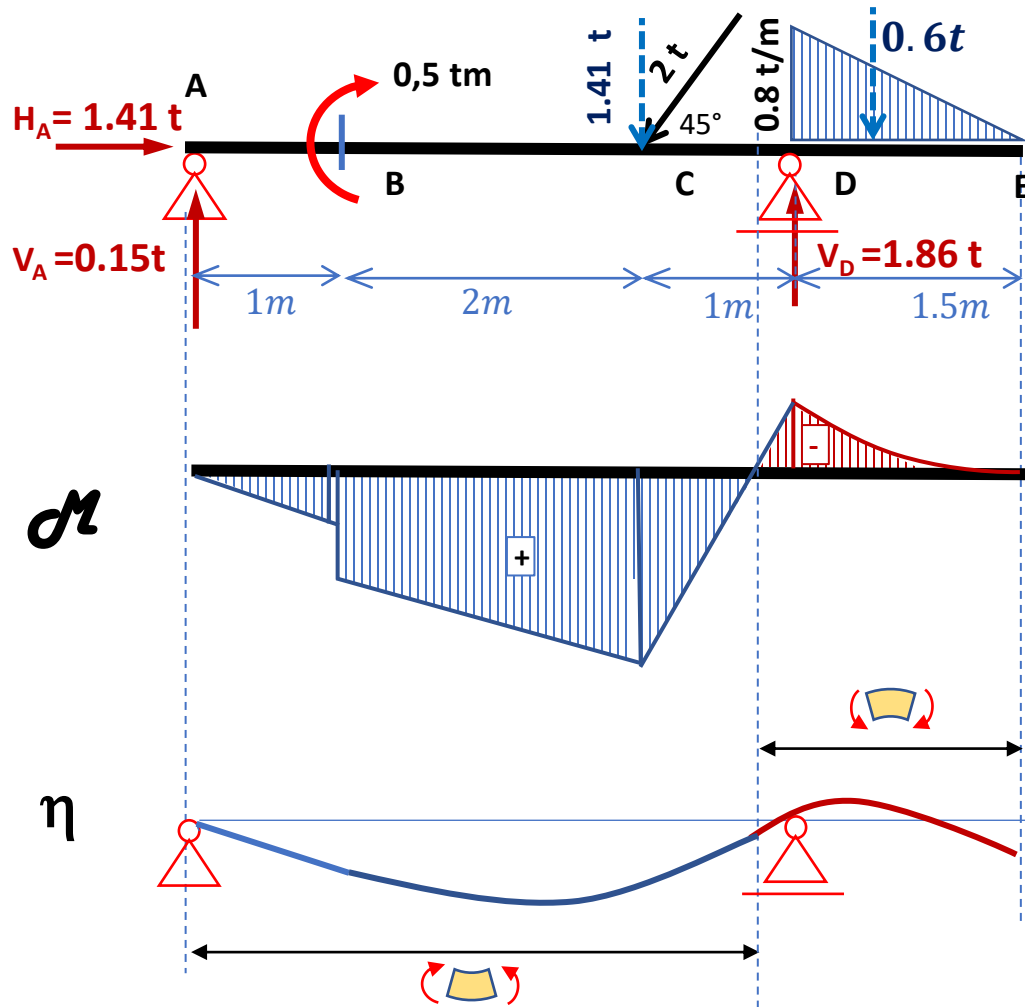 A
H_A= 1.41 t
0,5 tm
1.41 t
2 t
45°
0.8 t/m
0.6t
B
C
D
E
V_A =0.15t
V_D =1.86 t
1m
2m
1m
1.5m
ℳ
+
-
η